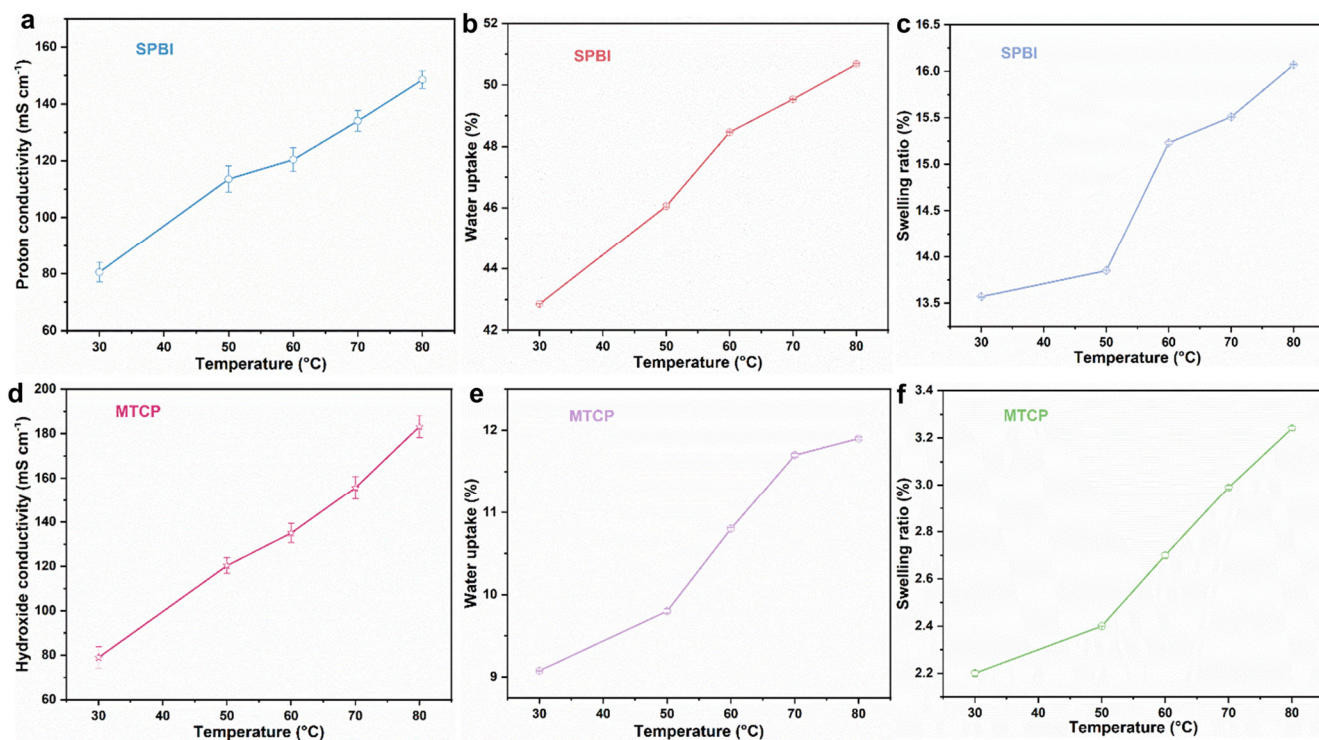 a
SPBI
Proton conductivity (mS cm⁻¹)
160
140
120
100
80
60
30 40 50 60 70 80
Temperature (°C)
b
SPBI
Water uptake (%)
52
50
48
46
44
42
30 40 50 60 70 80
Temperature (°C)
c
SPBI
Swelling ratio (%)
16.5
16.0
15.5
15.0
14.5
14.0
13.5
30 40 50 60 70 80
Temperature (°C)
d
MTCP
Hydroxide conductivity (mS cm⁻¹)
200
180
160
140
120
100
80
60
30 40 50 60 70 80
Temperature (°C)
e
MTCP
Water uptake (%)
12
11
10
9
30 40 50 60 70 80
Temperature (°C)
f
MTCP
Swelling ratio (%)
3.4
3.2
3.0
2.8
2.6
2.4
2.2
30 40 50 60 70 80
Temperature (°C)